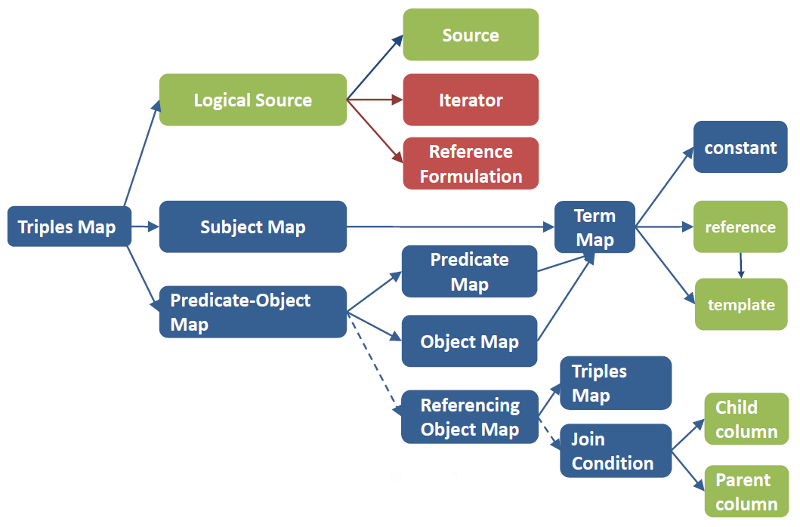 Source
Logical Source
Iterator
Reference
Formulation
constant
Triples Map
Subject Map
Term
Map
reference
Predicate
Map
Predicate-Object
Map
template
Object Map
Triples
Map
Referencing
Object Map
Child
column
Join
Condition
Parent
column